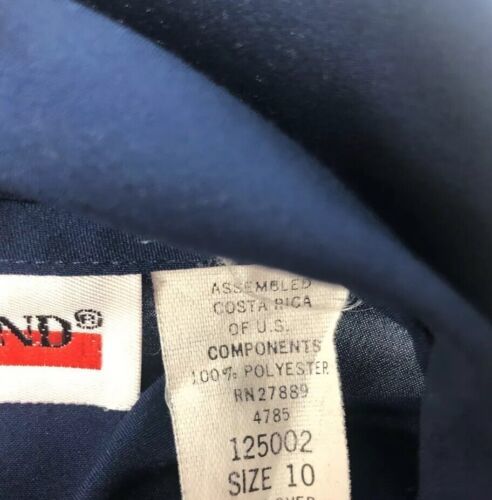 ND®
ASSEMBLED
COSTA RICA
OF U.S.
COMPONENTS
100% POLYESTER
RN27889
4785
125002
SIZE 10